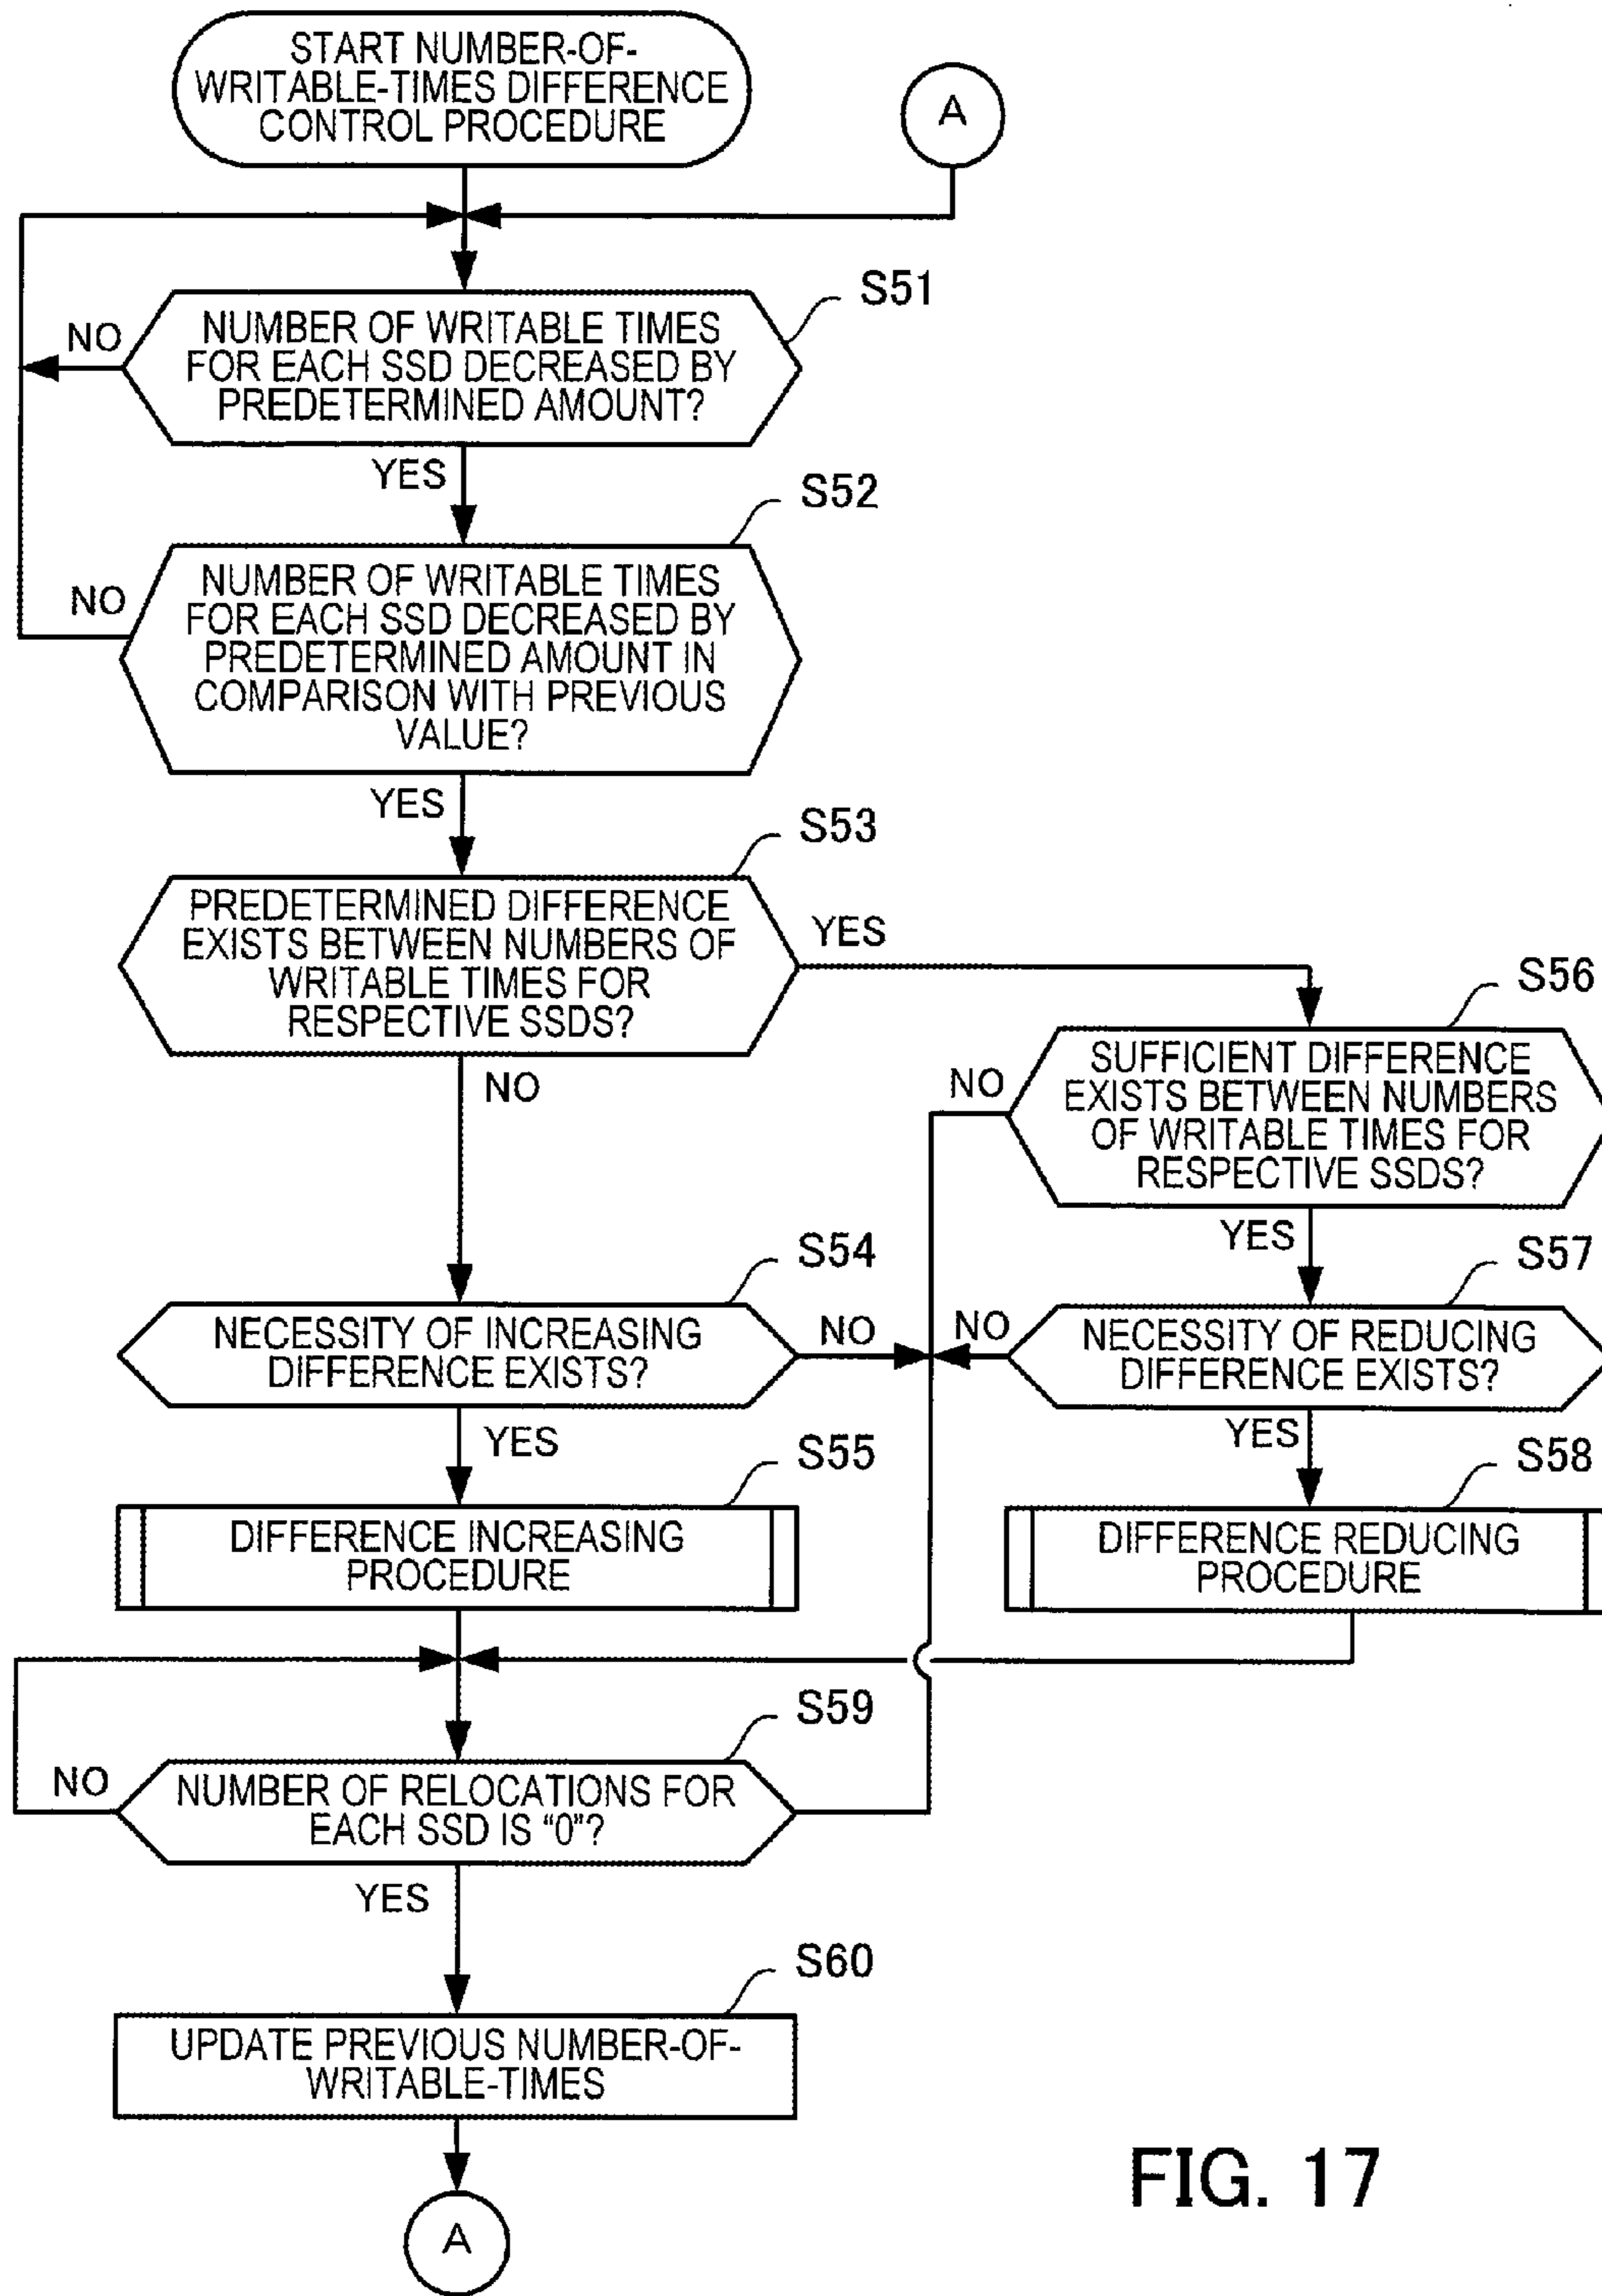 START NUMBER-OF-
WRITABLE-TIMES DIFFERENCE
CONTROL PROCEDURE
A
S51
NUMBER OF WRITABLE TIMES
FOR EACH SSD DECREASED BY
PREDETERMINED AMOUNT?
NO
YES
S52
NUMBER OF WRITABLE TIMES
FOR EACH SSD DECREASED BY
PREDETERMINED AMOUNT IN
COMPARISON WITH PREVIOUS
VALUE?
NO
YES
S53
PREDETERMINED DIFFERENCE
EXISTS BETWEEN NUMBERS OF
WRITABLE TIMES FOR
RESPECTIVE SSDS?
YES
NO
S56
SUFFICIENT DIFFERENCE
EXISTS BETWEEN NUMBERS
OF WRITABLE TIMES FOR
RESPECTIVE SSDS?
NO
YES
S54
NECESSITY OF INCREASING
DIFFERENCE EXISTS?
NO
YES
S57
NECESSITY OF REDUCING
DIFFERENCE EXISTS?
NO
YES
S55
DIFFERENCE INCREASING
PROCEDURE
S58
DIFFERENCE REDUCING
PROCEDURE
S59
NUMBER OF RELOCATIONS FOR
EACH SSD IS “0”?
NO
YES
S60
UPDATE PREVIOUS NUMBER-OF-
WRITABLE-TIMES
A
FIG. 17